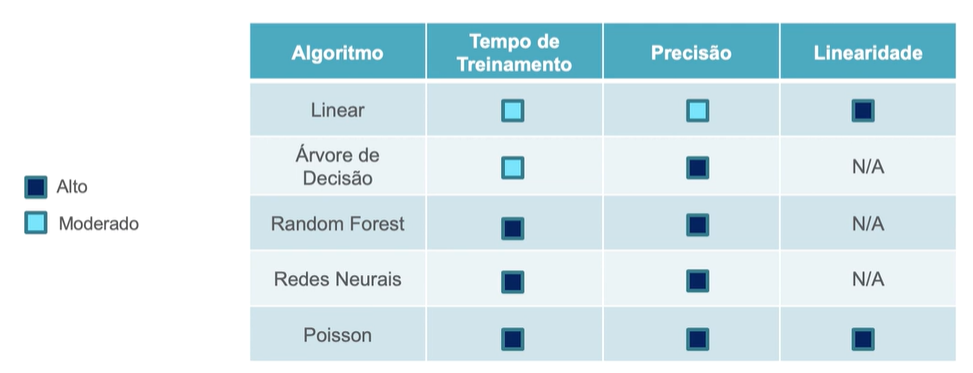 Algoritmo
Tempo de
Treinamento
Precisão
Linearidade
Linear
Árvore de
Decisão
N/A
Alto
Moderado
Random Forest
N/A
Redes Neurais
N/A
Poisson